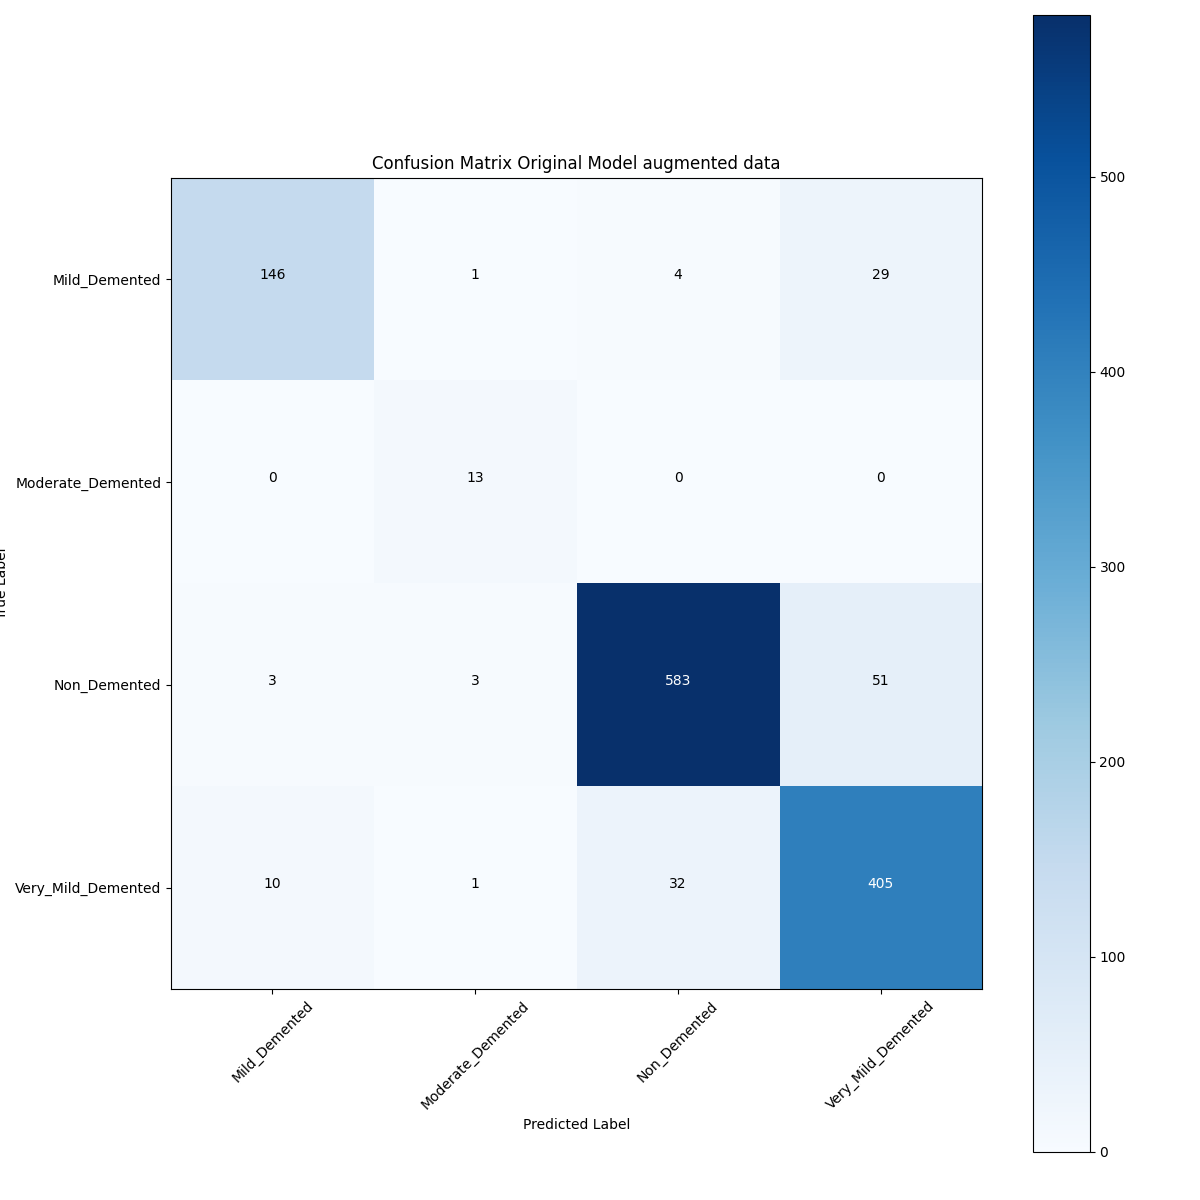 Confusion Matrix Original Model augmented data
Mild_Demented
146 1 4 29
Moderate_Demented
0 13 0 0
Non_Demented
3 3 583 51
Very_Mild_Demented
10 1 32 405
Mild_Demented
Moderate_Demented
Non_Demented
Very_Mild_Demented
Predicted Label
True Label
500
400
300
200
100
0